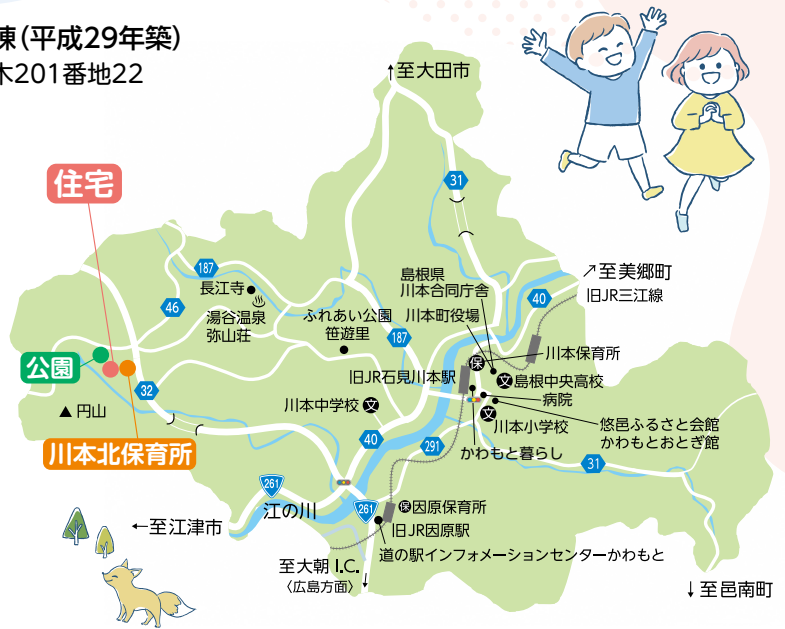 棟(平成29年築)
木201番地22
↑至大田市
住宅
31
187
長江寺
湯谷温泉
弥山荘
46
ふれあい公園
笹遊里
187
島根県
川本合同庁舎
川本町役場
↗至美郷町
40
旧JR三江線
公園
32
▲円山
川本北保育所
保
川本保育所
旧JR石見川本駅
文
島根中央高校
病院
川本中学校
文
文
川本小学校
悠邑ふるさと会館
かわもとおとぎ館
40
291
かわもと暮らし
31
261
江の川
261
保
因原保育所
旧JR因原駅
←至江津市
道の駅インフォメーションセンターかわもと
至大朝I.C.
〈広島方面〉↓
↓至邑南町